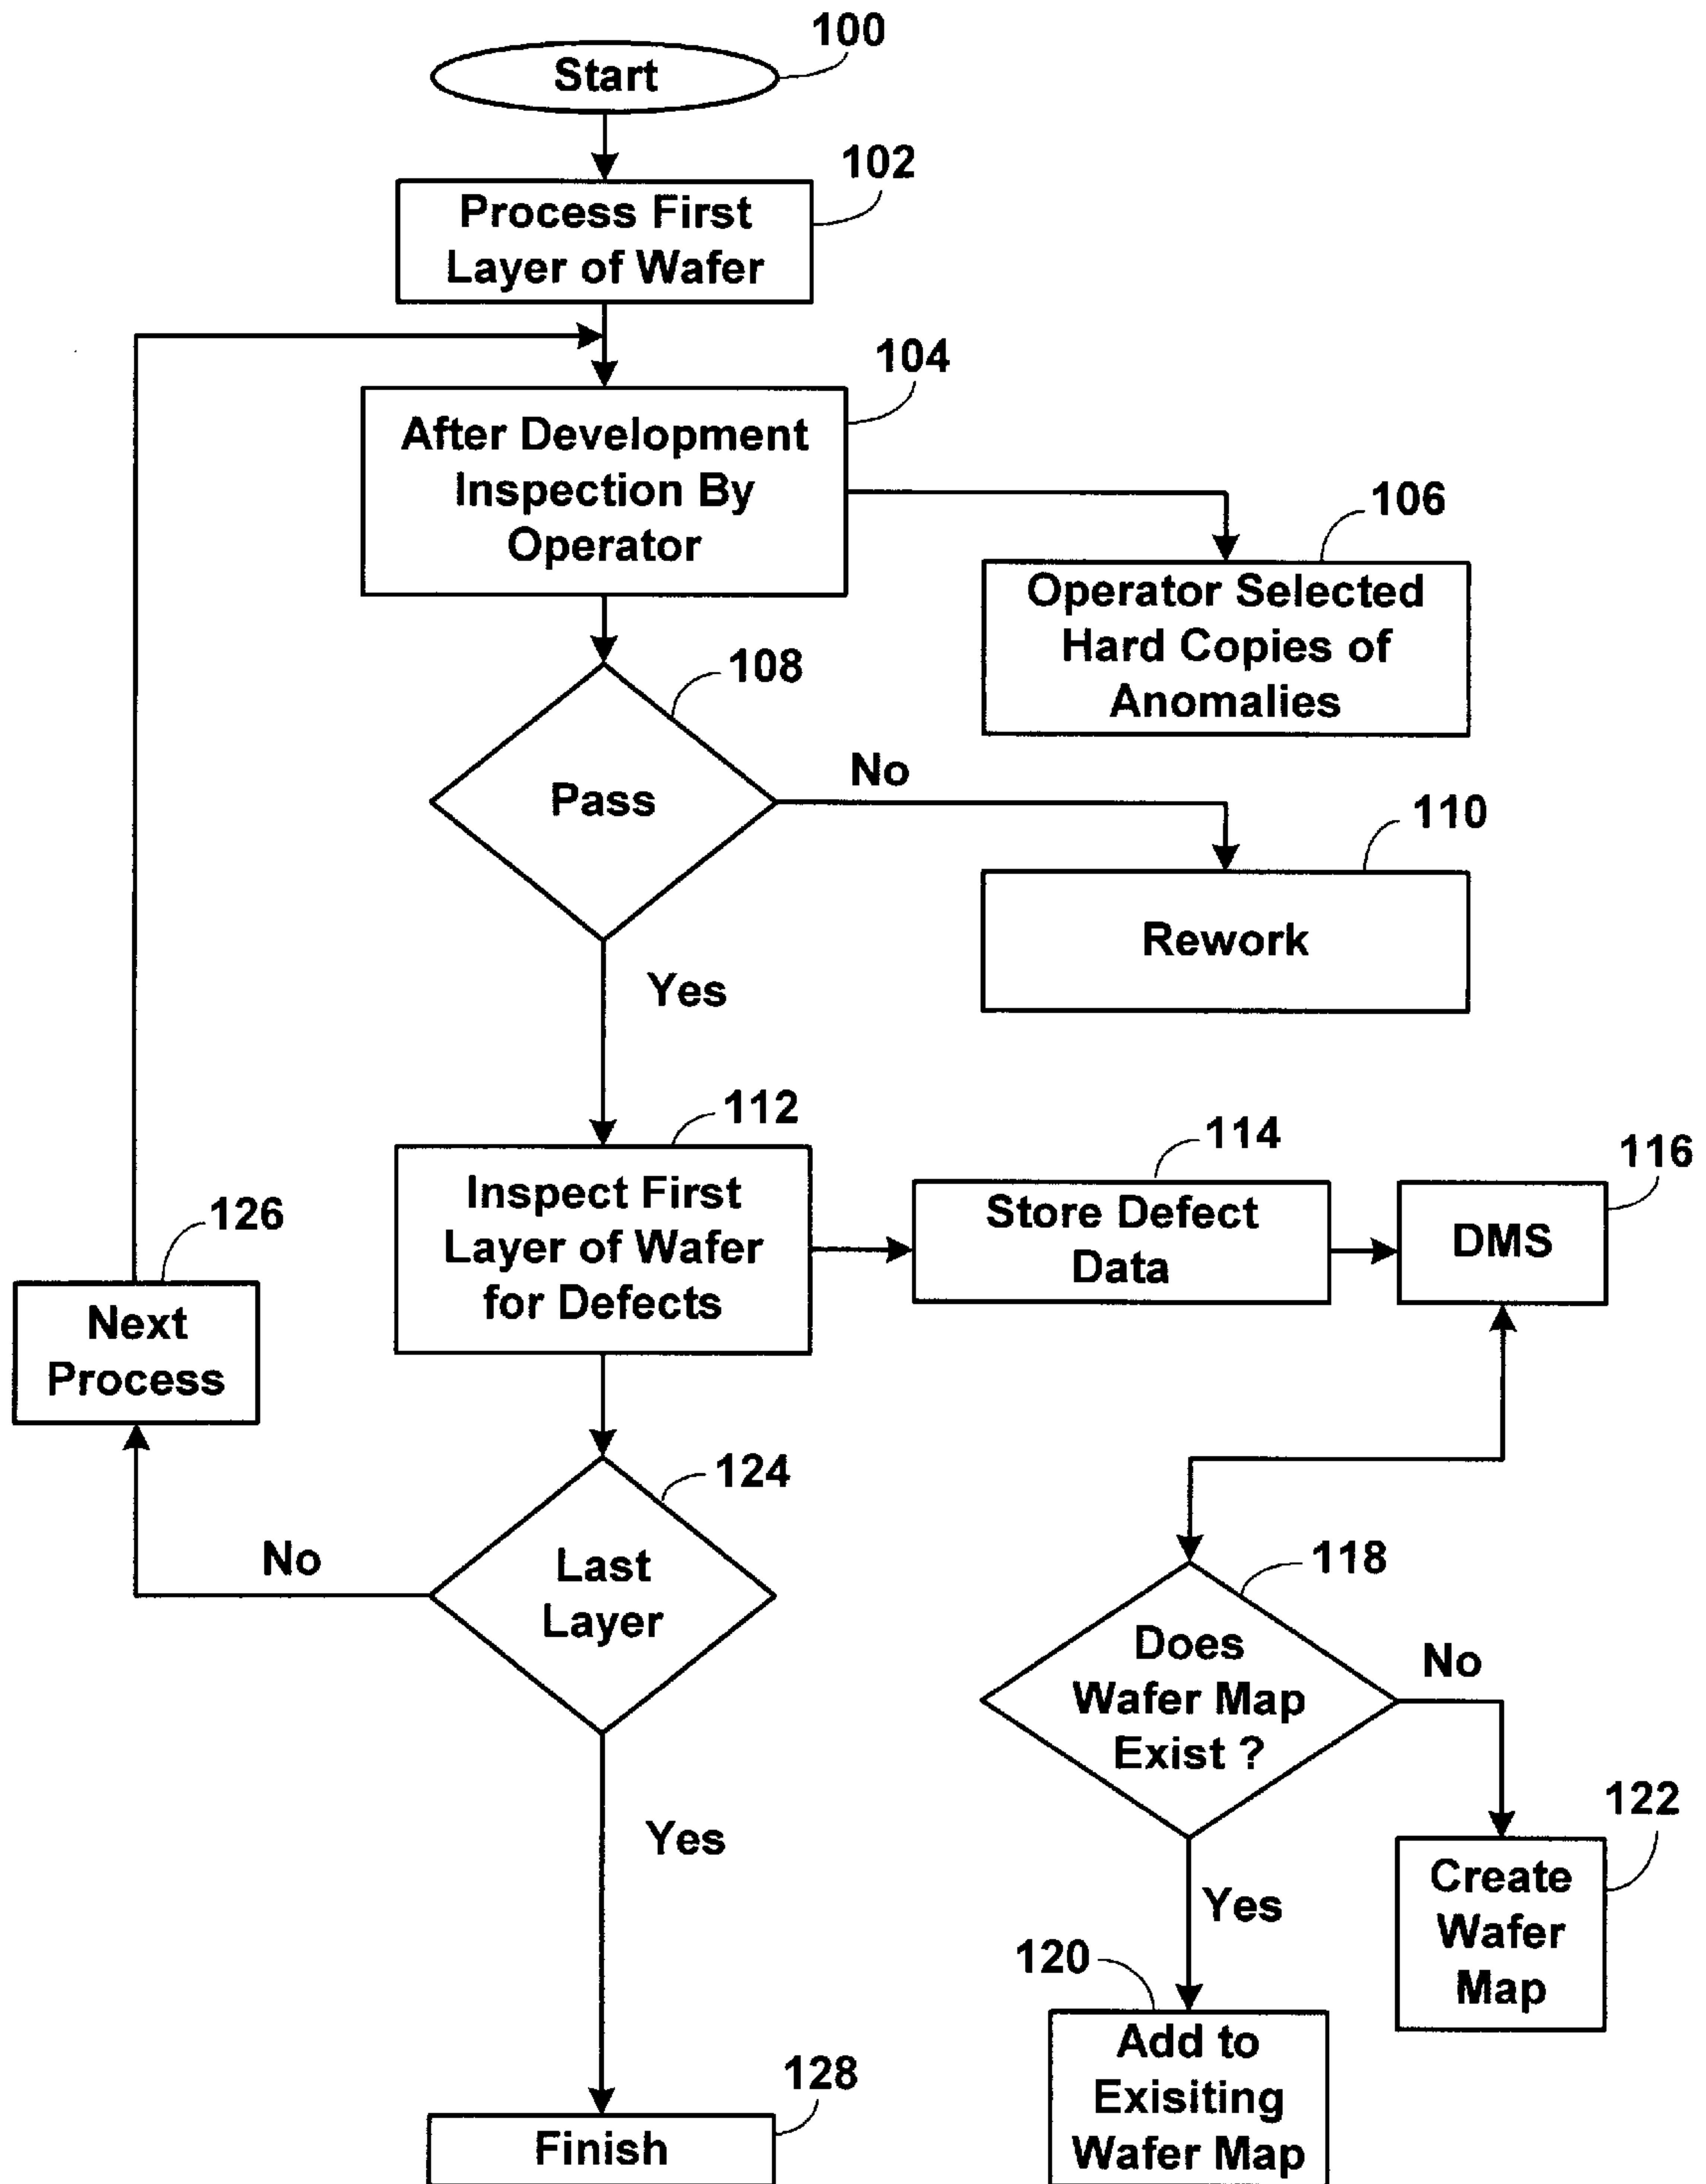 100
Start
102
Process First
Layer of Wafer
104
After Development
Inspection By
Operator
106
Operator Selected
Hard Copies of
Anomalies
108
Pass
No
110
Rework
Yes
112
Inspect First
Layer of Wafer
for Defects
114
Store Defect
Data
116
DMS
126
Next
Process
124
Last
Layer
No
118
Does
Wafer Map
Exist ?
No
122
Create
Wafer
Map
Yes
Yes
120
Add to
Exisiting
Wafer Map
128
Finish